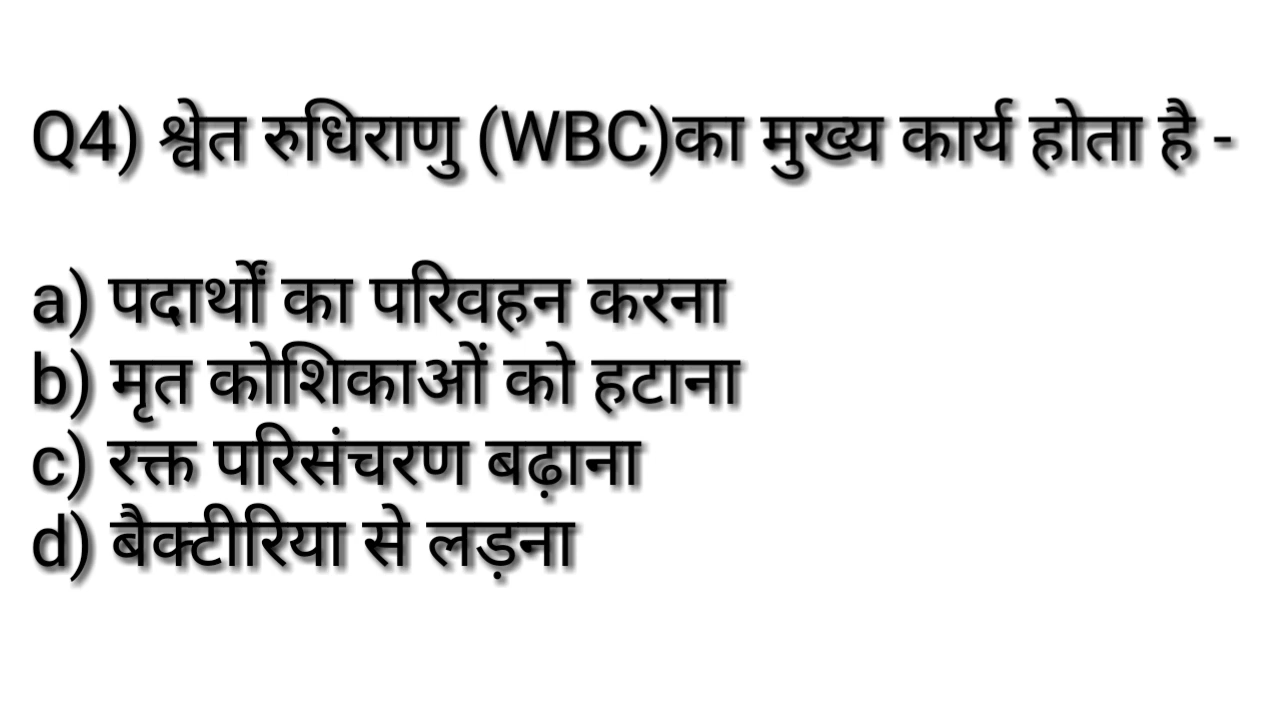 Q4) श्वेत रुधिराणु (WBC)का मुख्य कार्य होता है -
a) पदार्थों का परिवहन करना
b) मृत कोशिकाओं को हटाना
c) रक्त परिसंचरण बढ़ाना
d) बैक्टीरिया से लड़ना